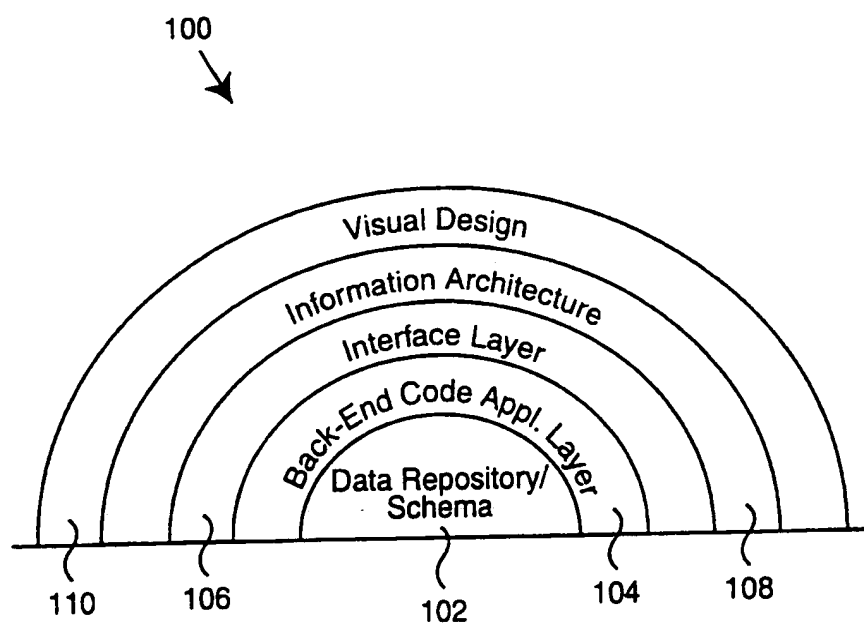 100
Visual Design
Information Architecture
Interface Layer
Back-End Code Appl. Layer
Data Repository/
Schema
110
106
102
104
108